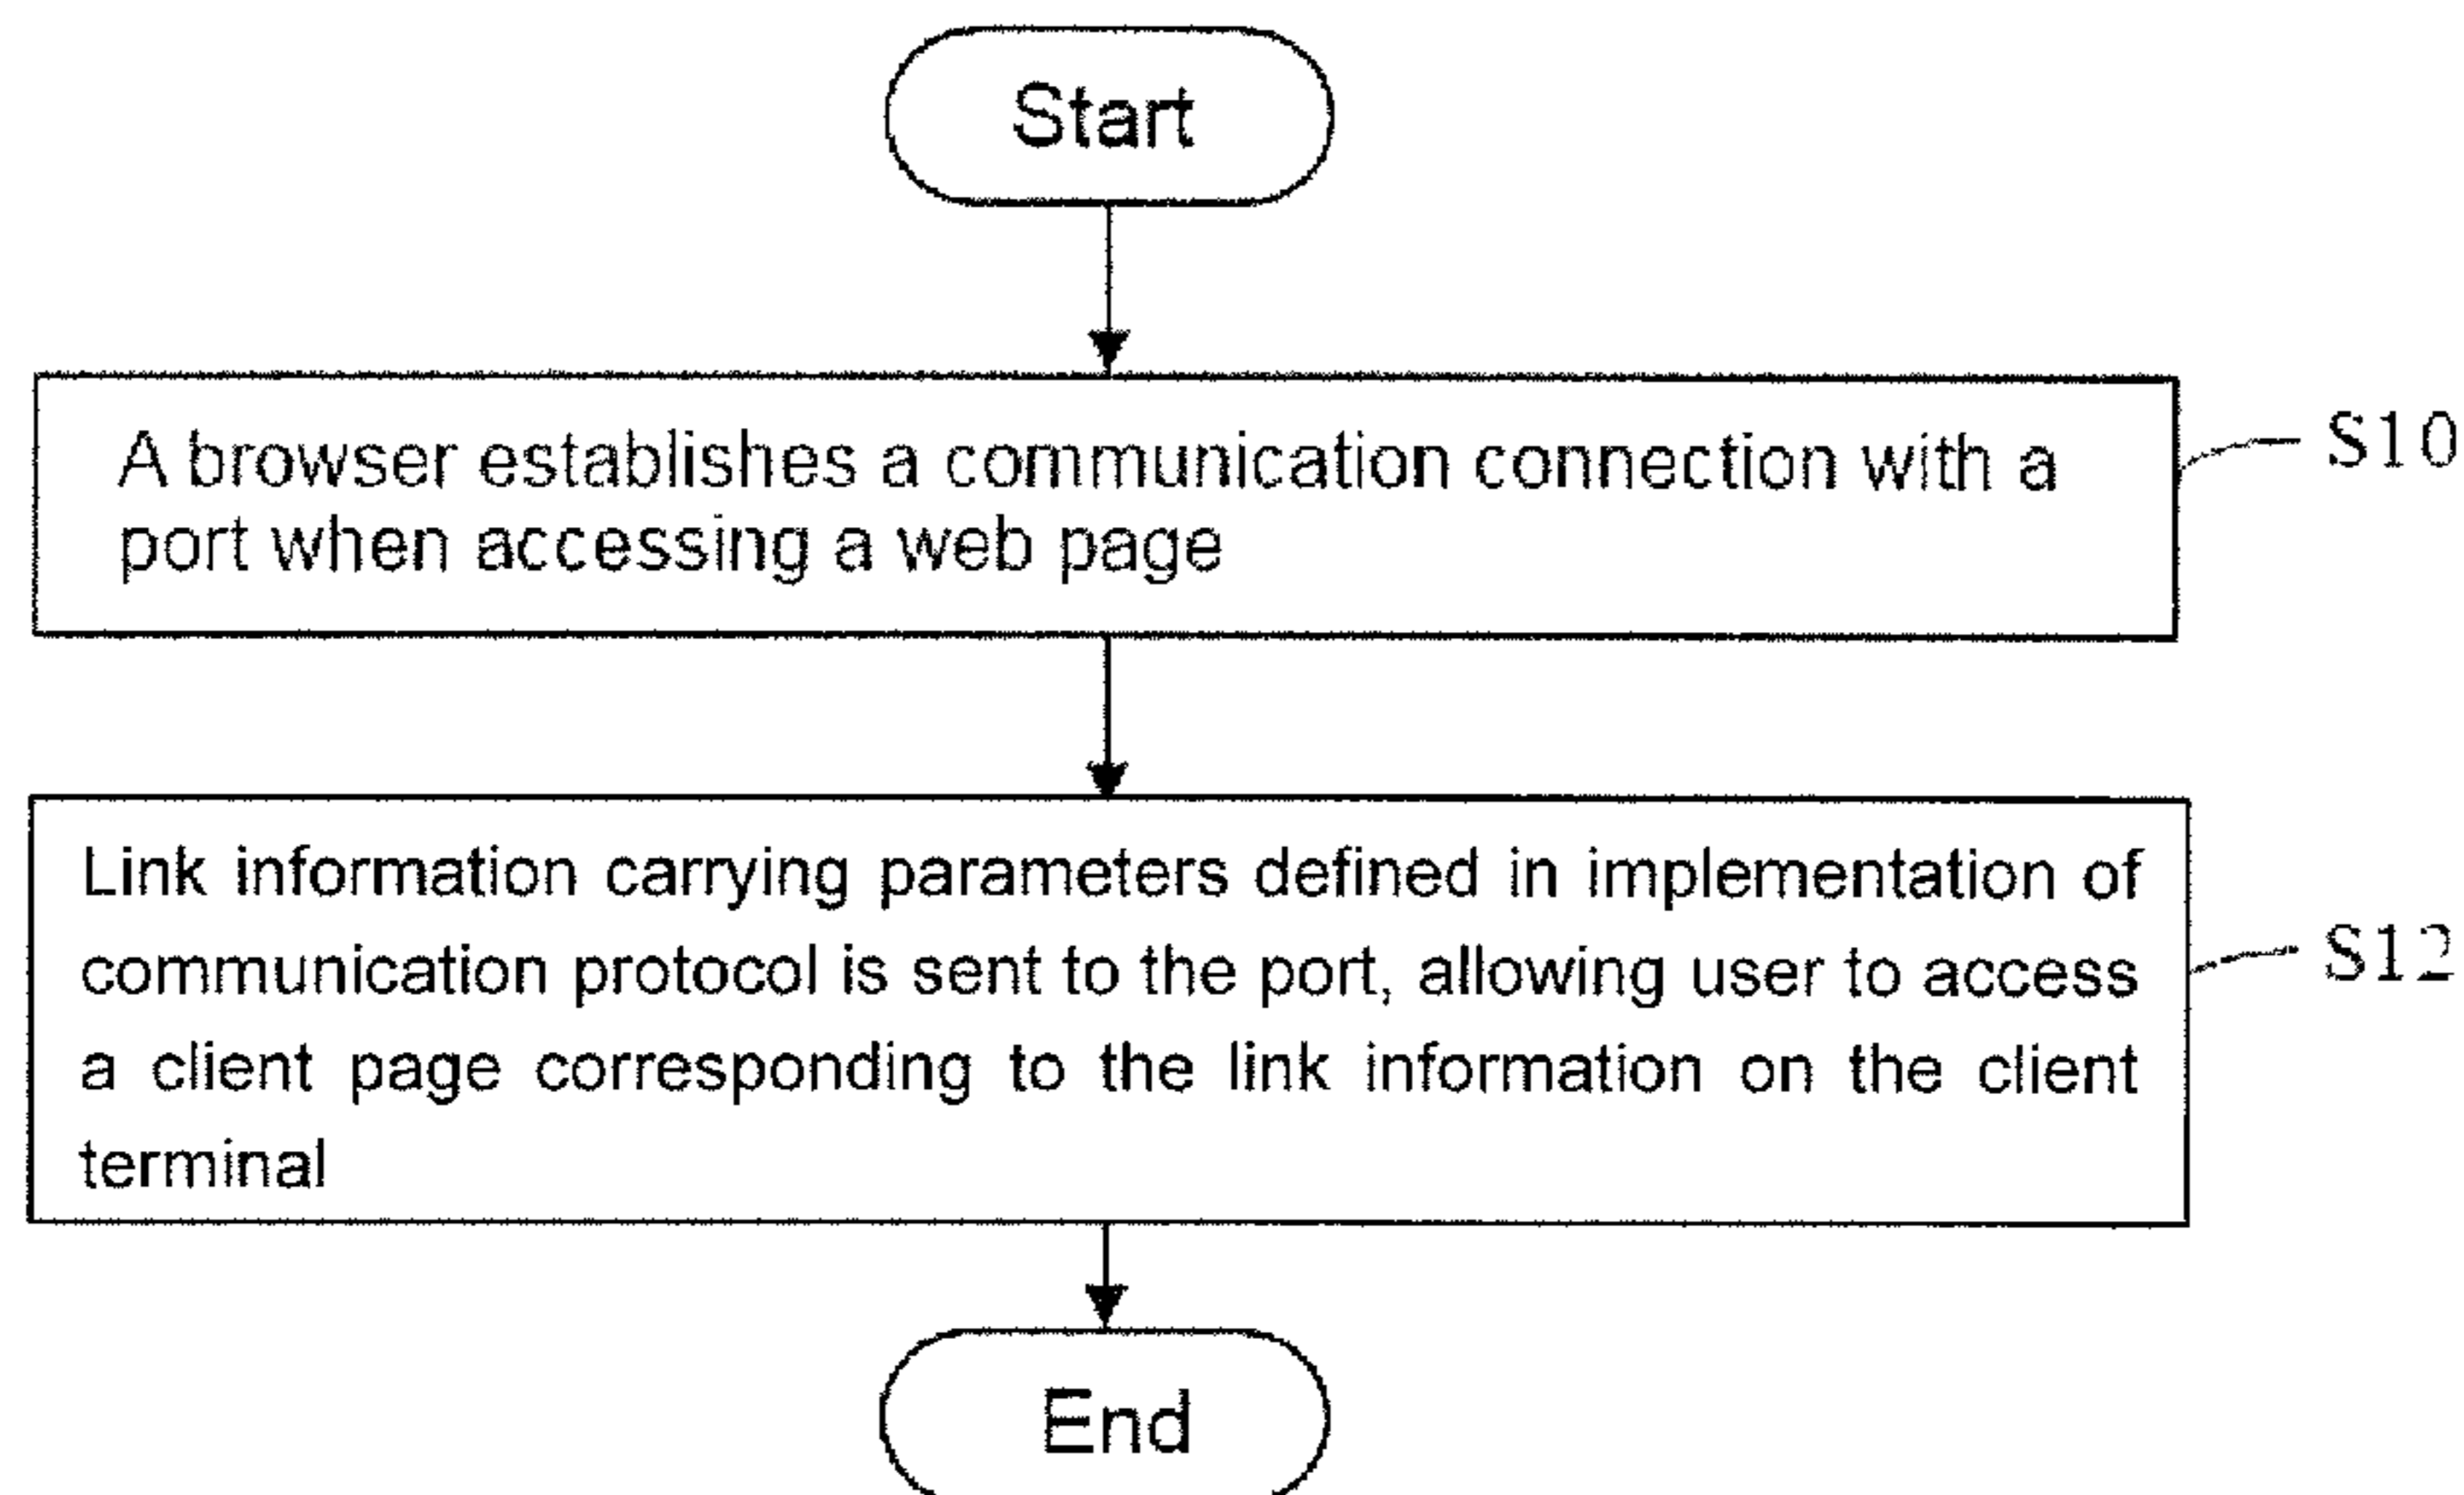 Start
A browser establishes a communication connection with a
port when accessing a web page
S10
Link information carrying parameters defined in implementation of
communication protocol is sent to the port, allowing user to access
a client page corresponding to the link information on the client
terminal
S12
End